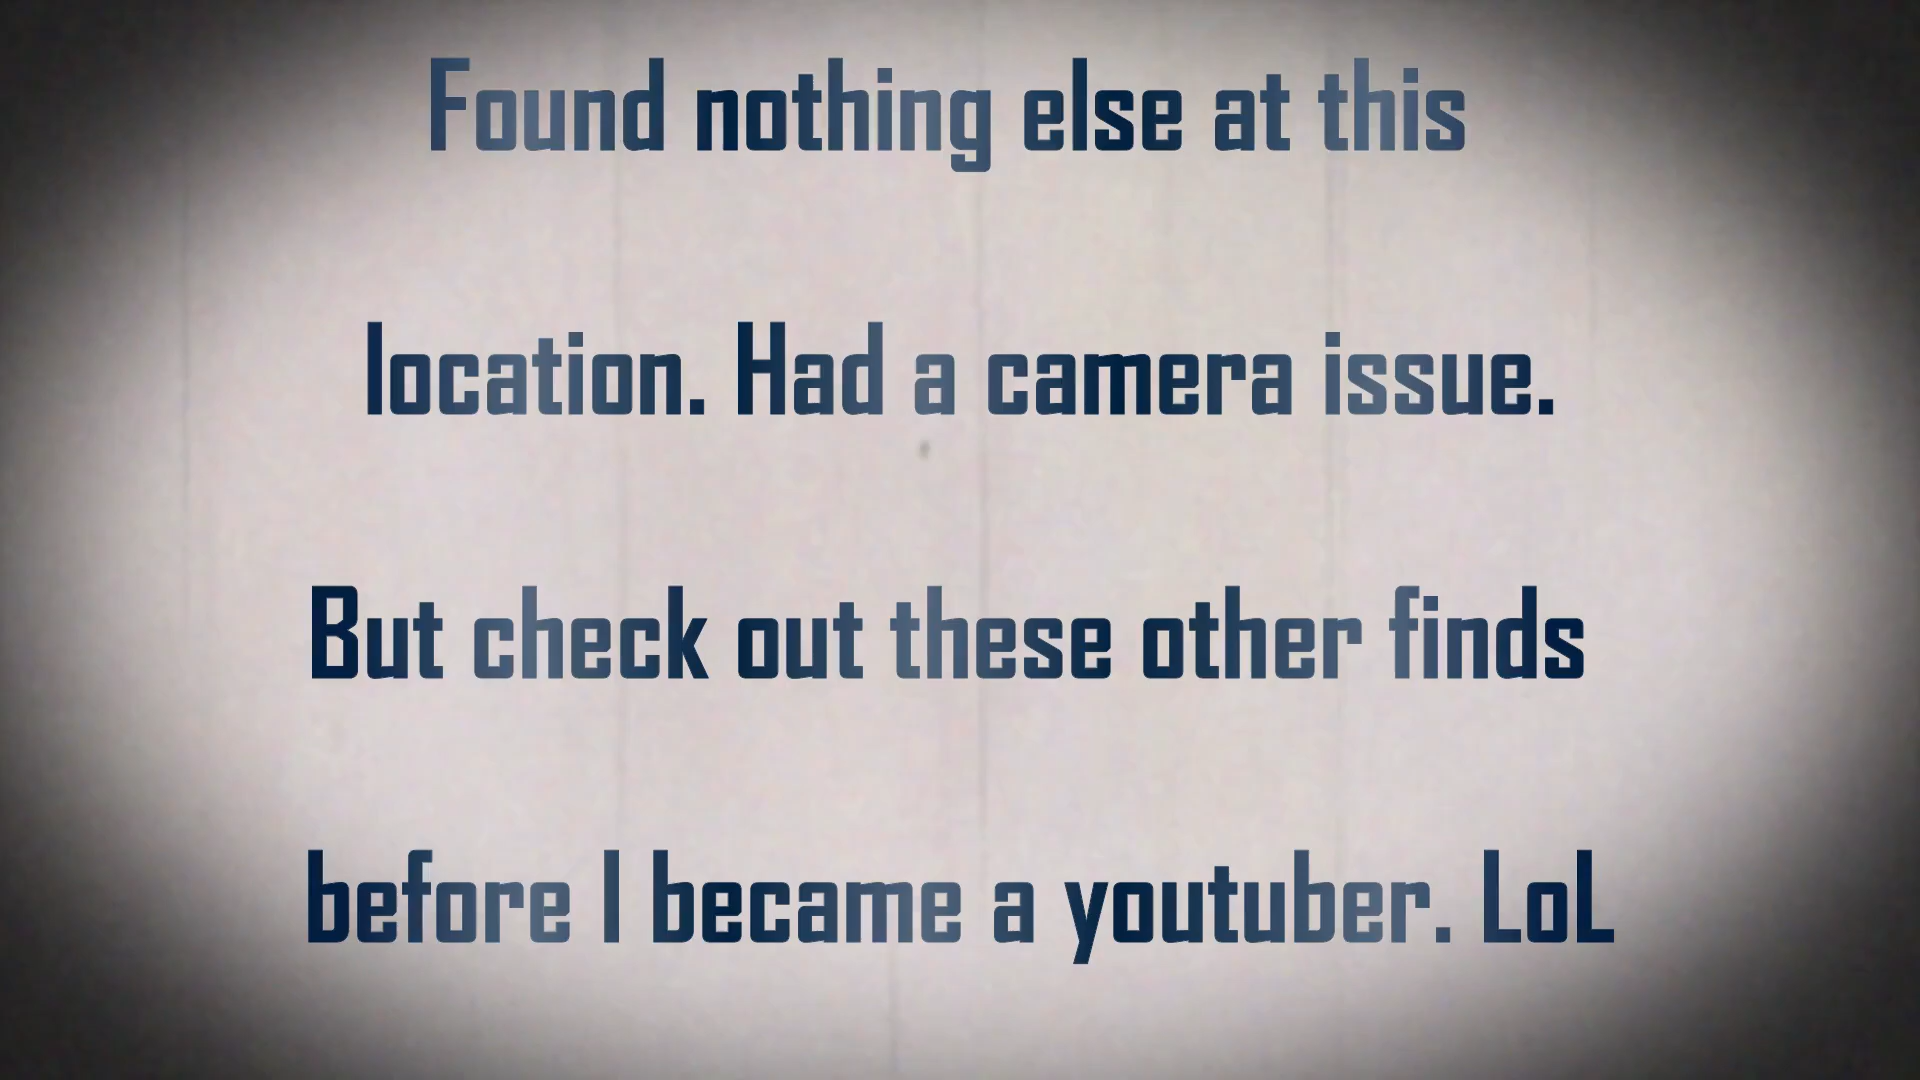 Found nothing else at this
location. Had a camera issue.
But check out these other finds
before I became a youtuber. LoL